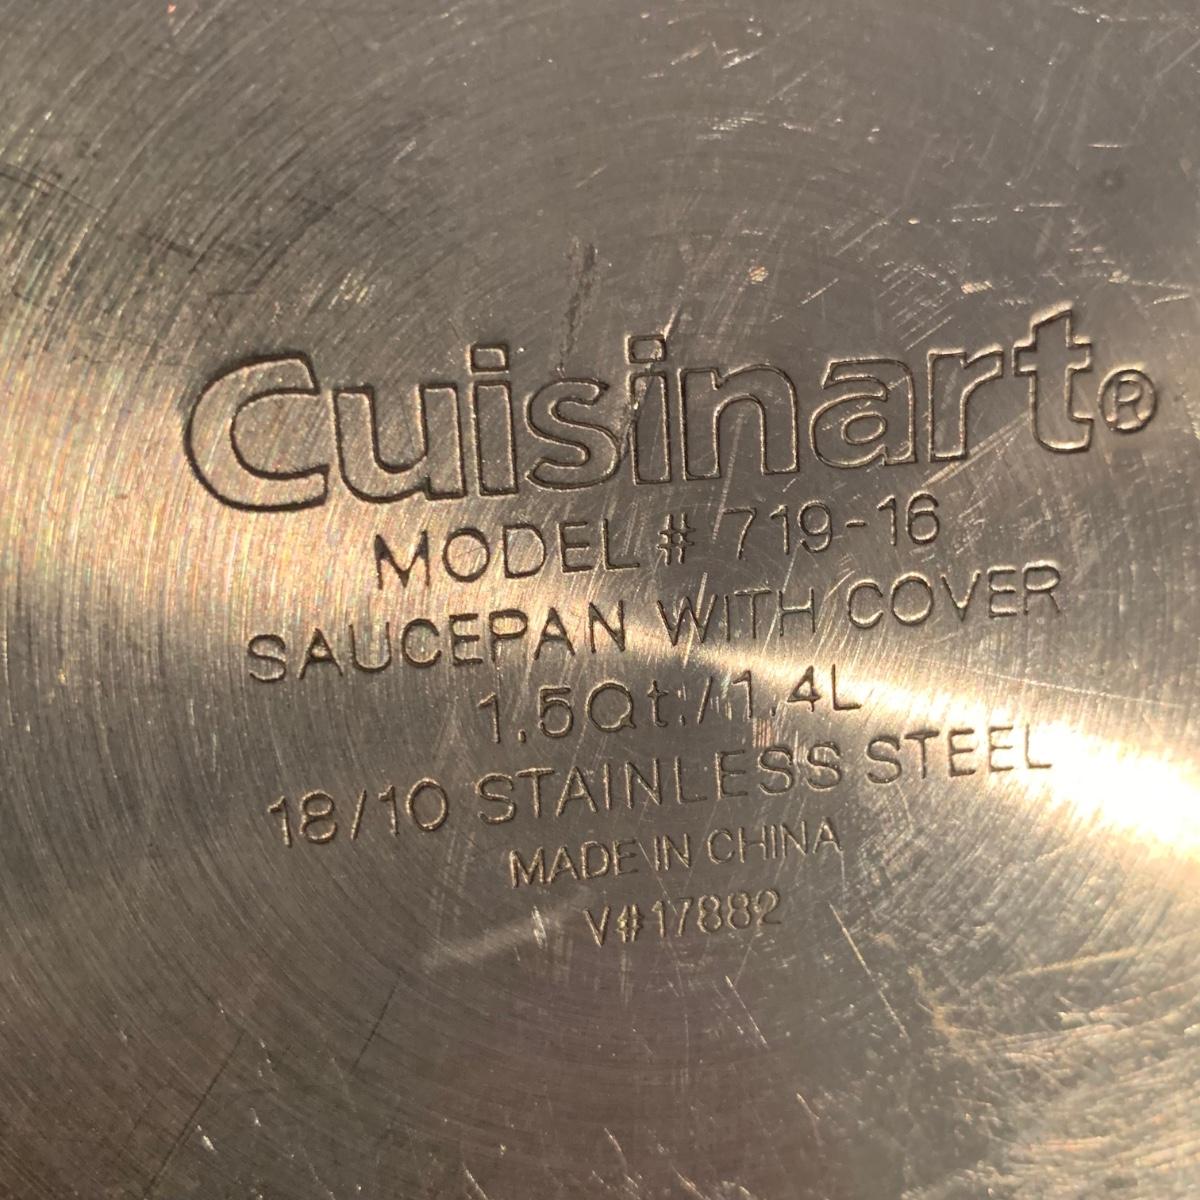 Cuisinart®
MODEL # 719-16
SAUCEPAN WITH COVER
1.5Qt./1.4L
18/10 STAINLESS STEEL
MADE IN CHINA
V#17882